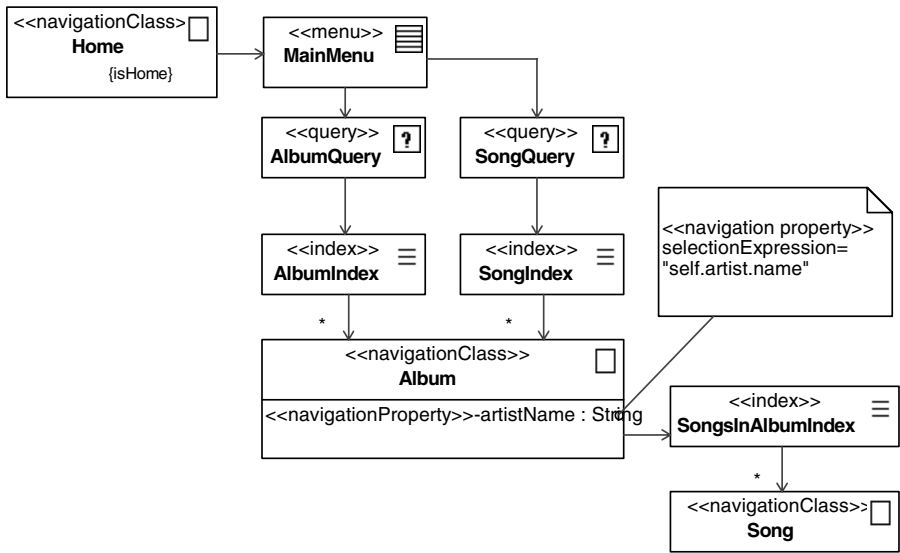 <<navigationClass>
Home
{isHome}
<<menu>>
MainMenu
<<query>>
AlbumQuery
?
<<query>>
SongQuery
?
<<index>>
AlbumIndex
<<index>>
SongIndex
<<navigation property>>
selectionExpression=
"self.artist.name"
*
*
<<navigationClass>>
Album
<<navigationProperty>>-artistName : String
<<index>>
SongsInAlbumIndex
*
<<navigationClass>>
Song